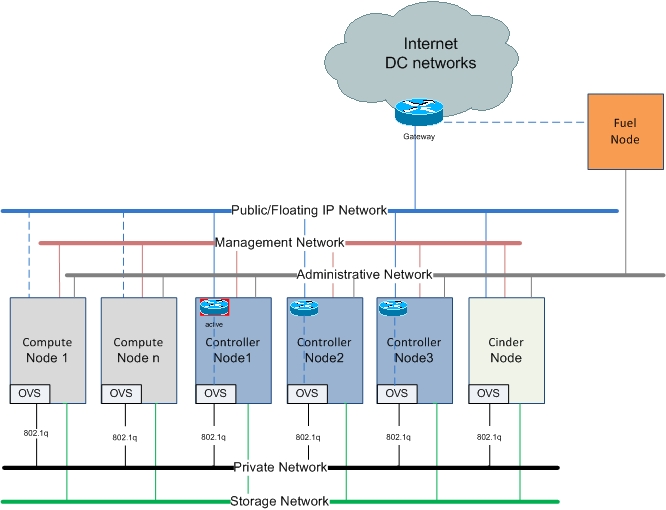 Internet
DC networks
Gateway
Fuel
Node
Public/Floating IP Network
Management Network
Administrative Network
active
Compute
Node 1
Compute
Node n
Controller
Node1
Controller
Node2
Controller
Node3
Cinder
Node
OVS
OVS
OVS
OVS
OVS
OVS
802.1q
802.1q
802.1q
802.1q
802.1q
802.1q
Private Network
Storage Network